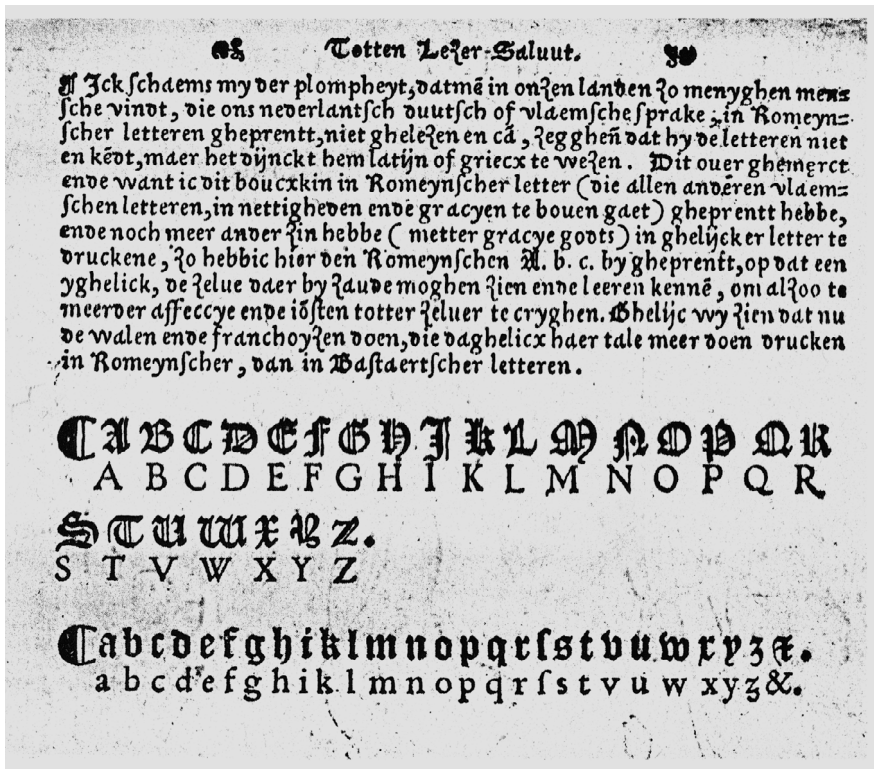 Totten Lezer-Saluut.
¶ Ick ſchaems my der plompheyt, datmē in onzen landen zo menyghen men⸗
ſche vindt, die ons nederlantſch duutſch of vlaemſche ſprake, in Romeyn⸗
ſcher letteren gheprentt, niet ghelezen en cā, zegghen̄ dat hy de letteren niet
en kēdt, maer het dijnckt hem latijn of griecx te wezen. Dit ouer ghemerct
ende want ic dit boucxkin in Romeynſcher letter (die allen anderen vlaem⸗
ſchen letteren, in nettigheden ende gracyen te bouen gaet) gheprentt hebbe,
ende noch meer ander zin hebbe ( metter gracye godts) in ghelijcker letter te
druckene, zo hebbic hier den Romeynſchen A. b. c. by gheprentt, op dat een
yghelick, de zelue daer by zaude moghen zien ende leeren kennē, om alzoo te
meerder affeccye ende iōſten totter zeluer te cryghen. Ghelijc wy zien dat nu
de walen ende franchoyzen doen, die daghelicx haer tale meer doen drucken
in Romeynſcher, dan in Baſtaertſcher letteren.
¶ A B C D E F G H I K L M N O P Q R
A B C D E F G H I K L M N O P Q R
S T U W X Y Z.
S T V W X Y Z
¶ a b c d e f g h i k l m n o p q r ſ s t v u w x y z &.
a b c d e f g h i k l m n o p q r ſ s t v u w x y z &.